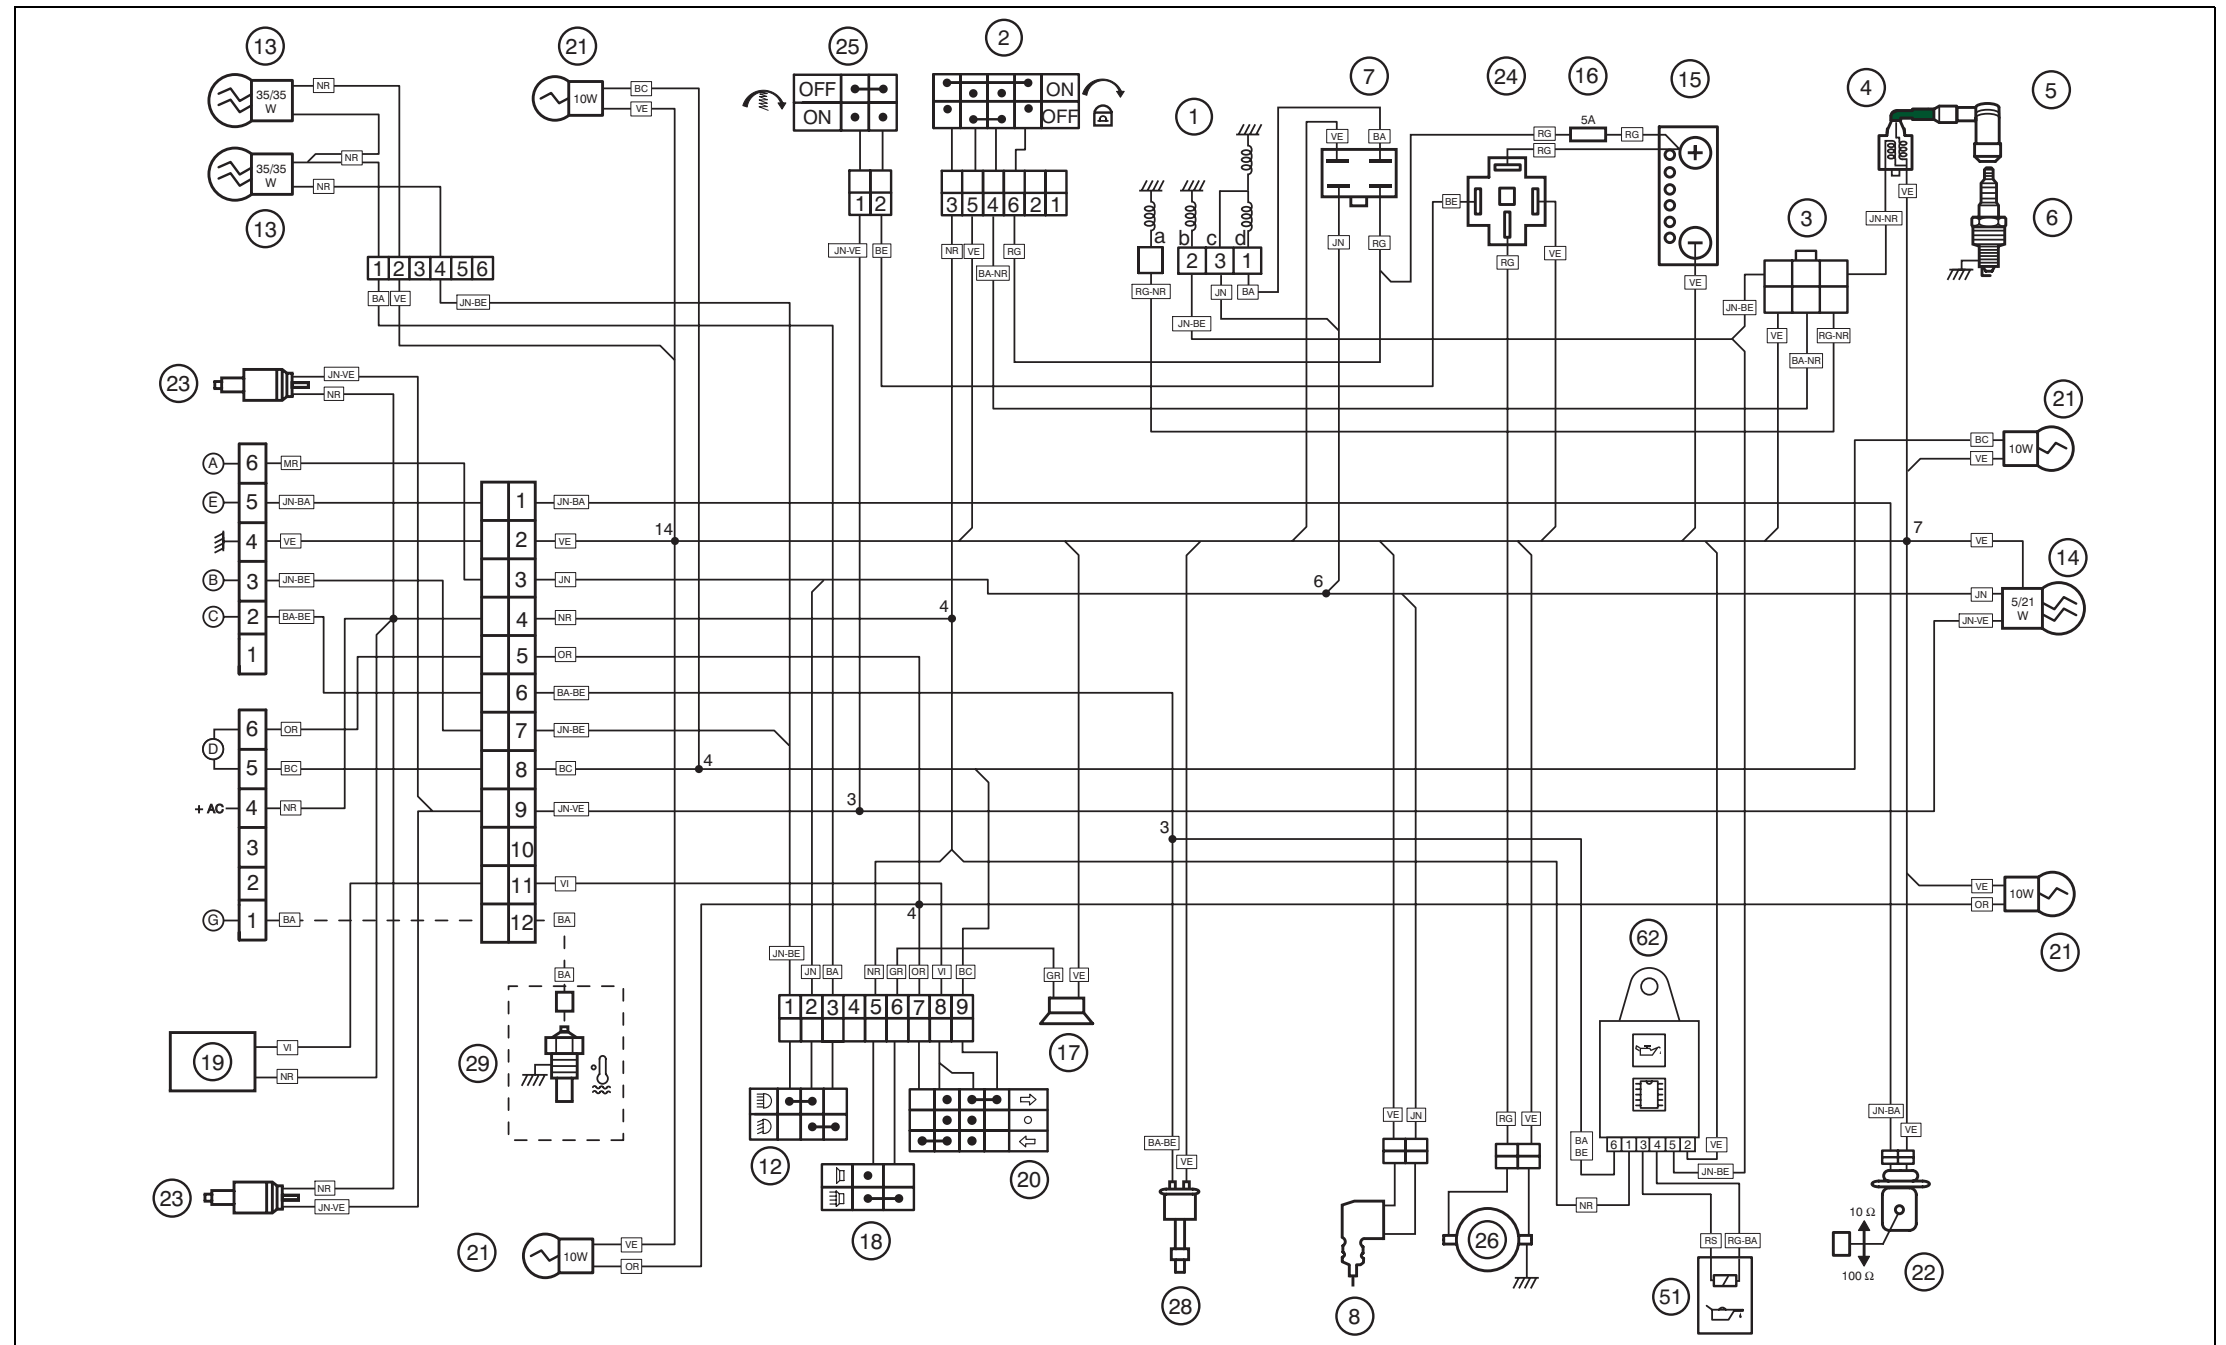 13 21 25 2 7 24 16 15 4 5
35/35 W NR
10W BC VE
OFF
ON
ON
OFF
1
VE BA
RG 5A RG
RG
35/35 W NR
NR
13
1 2
3 5 4 6 2 1
a b c d
2 3 1
BE
VE
JN-NR
3
6
JN-VE BE
NR VE RG
BA-NR
JN RG
RG VE
VE
1 2 3 4 5 6
BA VE JN-BE
RG-NR JN BA
JN-BE
JN-BE
VE BA-NR RG-NR
23 JN-VE
NR
21
BC
VE
10W
A 6 MR
E 5 JN-BA 1 JN-BA
4 VE 2 VE 14 7 VE
14
B 3 JN-BE 3 JN 6 JN
5/21 W
C 2 BA-BE 4 NR 4 JN-VE
1 5 OR
6 BA-BE
D 6 OR 7 JN-BE
5 BC 8 BC 4
+ AC 4 NR 9 JN-VE 3
3 10 3
2 11 VI
VE
OR
10W
21
G 1 BA 12 BA 4
62
JN-BE
JN BA NR GR OR VI BC GR VE
BA
1 2 3 4 5 6 7 8 9
17
19 VI
NR
29
12
20
18
23 NR
JN-VE
21 10W VE
OR
BA-BE VE
28
VE JN
8
RG VE
26
BA BE
6 1 3 4 5 2
VE
JN-BE
NR
RS RG-BA
51
JN-BA
VE
10 Ω
100 Ω
22